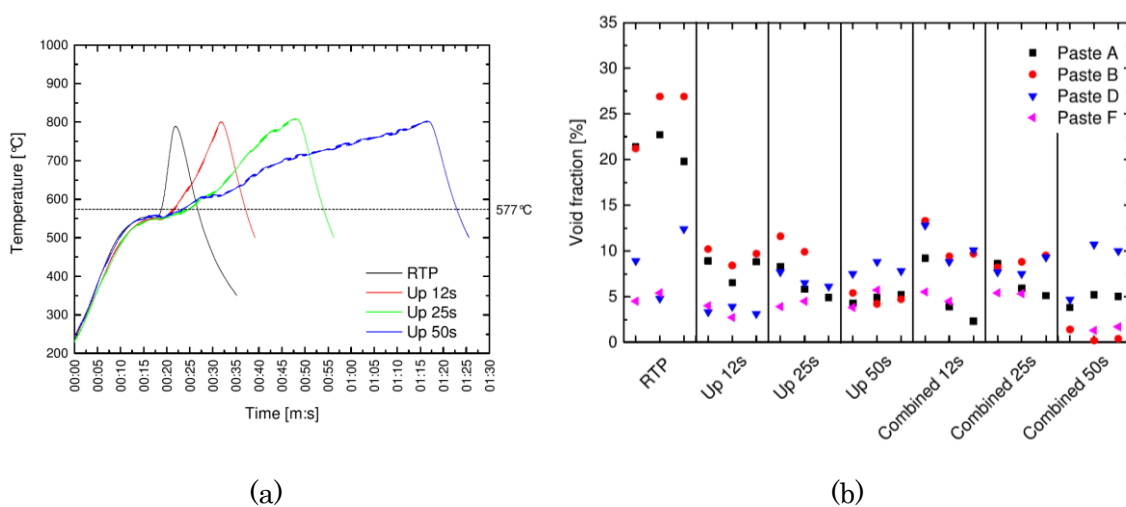 1000
900
800
700
600
500
400
300
200
Temperature [°C]
577°C
RTP
Up 12s
Up 25s
Up 50s
00:00
00:05
00:10
00:15
00:20
00:25
00:30
00:35
00:40
00:45
00:50
00:55
01:00
01:05
01:10
01:15
01:20
01:25
01:30
Time [m:s]
(a)
35
30
25
20
15
10
5
0
Void fraction [%]
Paste A
Paste B
Paste D
Paste F
RTP
Up 12s
Up 25s
Up 50s
Combined 12s
Combined 25s
Combined 50s
(b)